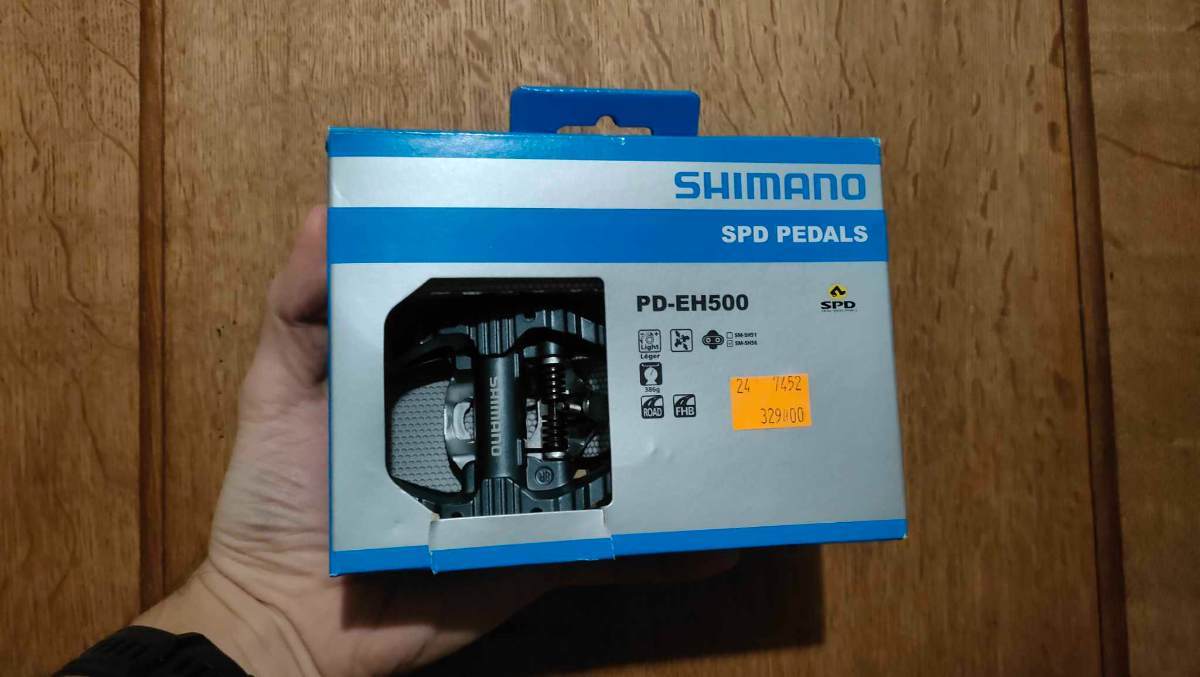 SHIMANO
SPD PEDALS
PD-EH500
SPD
Light
Léger
SM-SH51
SM-SH56
386g
ROAD
FHB
24 7452
329.00
SHIMANO